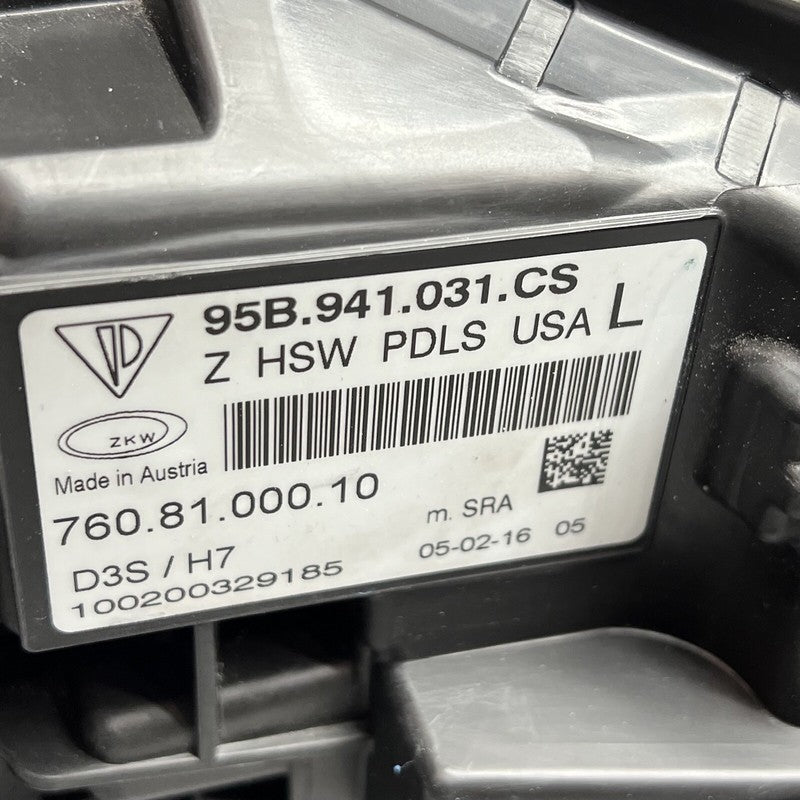 95B.941.031.CS
Z HSW PDLS USA L
ZKW
Made in Austria
760.81.000.10
m. SRA
D3S / H7
05-02-16 05
100200329185